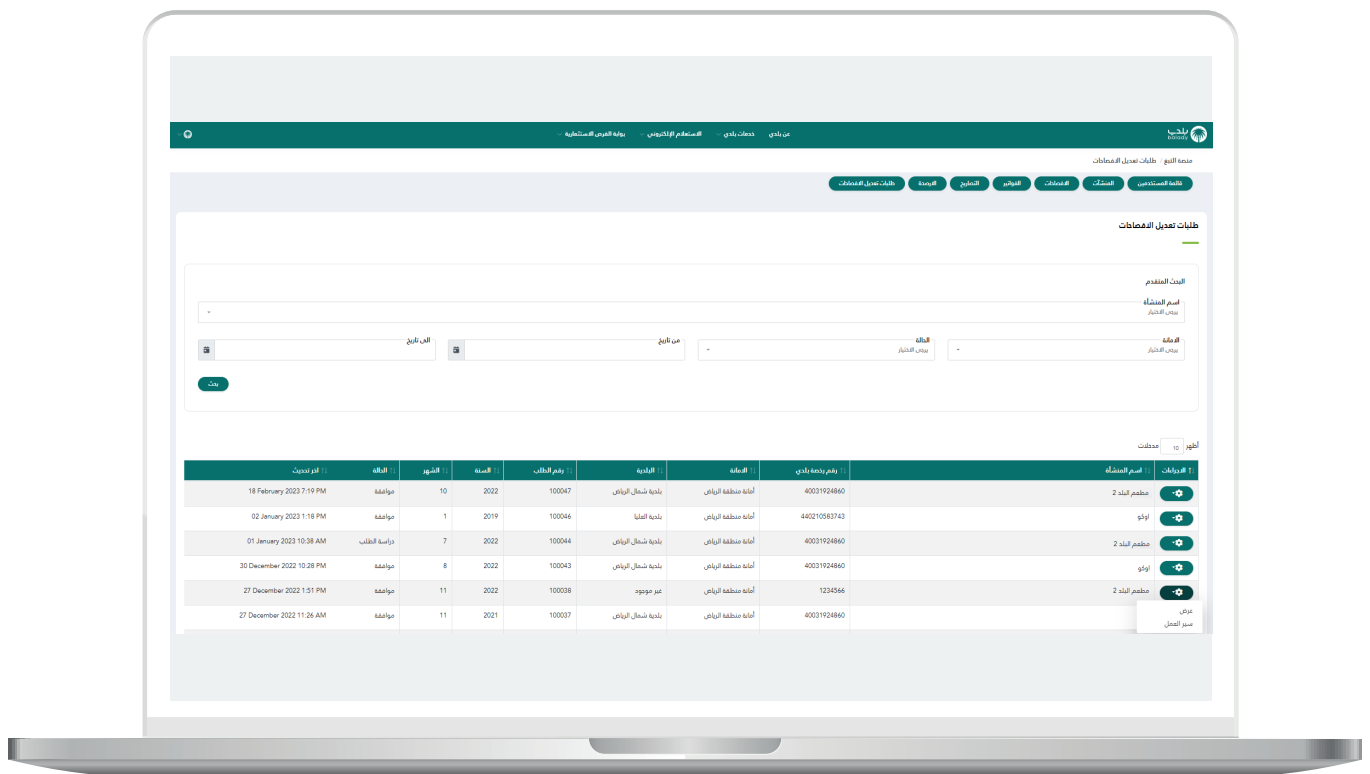 بلدي
balady
عن بلدي خدمات بلدي الاستعلام الإلكتروني بوابة الفرص الاستثمارية
منصة التبغ / طلبات تعديل الافصاحات
قائمة المستخدمين المنشآت الافصاحات الفواتير التصاريح الارصدة طلبات تعديل الافصاحات
طلبات تعديل الافصاحات
البحث المتقدم
اسم المنشأة
يرجى الاختيار
الامانة الحالة من تاريخ الى تاريخ
يرجى الاختيار يرجى الاختيار
بحث
أظهر 10 مدخلات
الاجراءات اسم المنشأة رقم رخصة بلدي الامانة البلدية رقم الطلب السنة الشهر الحالة اخر تحديث
مطعم البلد 2 40031924860 أمانة منطقة الرياض بلدية شمال الرياض 100047 2022 10 موافقة 18 February 2023 7:19 PM
اوكو 440210583743 أمانة منطقة الرياض بلدية العليا 100046 2019 1 موافقة 02 January 2023 1:18 PM
مطعم البلد 2 40031924860 أمانة منطقة الرياض بلدية شمال الرياض 100044 2022 7 دراسة الطلب 01 January 2023 10:38 AM
اوكو 40031924860 أمانة منطقة الرياض بلدية شمال الرياض 100043 2022 8 موافقة 30 December 2022 10:28 PM
مطعم البلد 2 1234566 أمانة منطقة الرياض غير موجود 100038 2022 11 موافقة 27 December 2022 1:51 PM
40031924860 أمانة منطقة الرياض بلدية شمال الرياض 100037 2021 11 موافقة 27 December 2022 11:26 AM
عرض
سير العمل